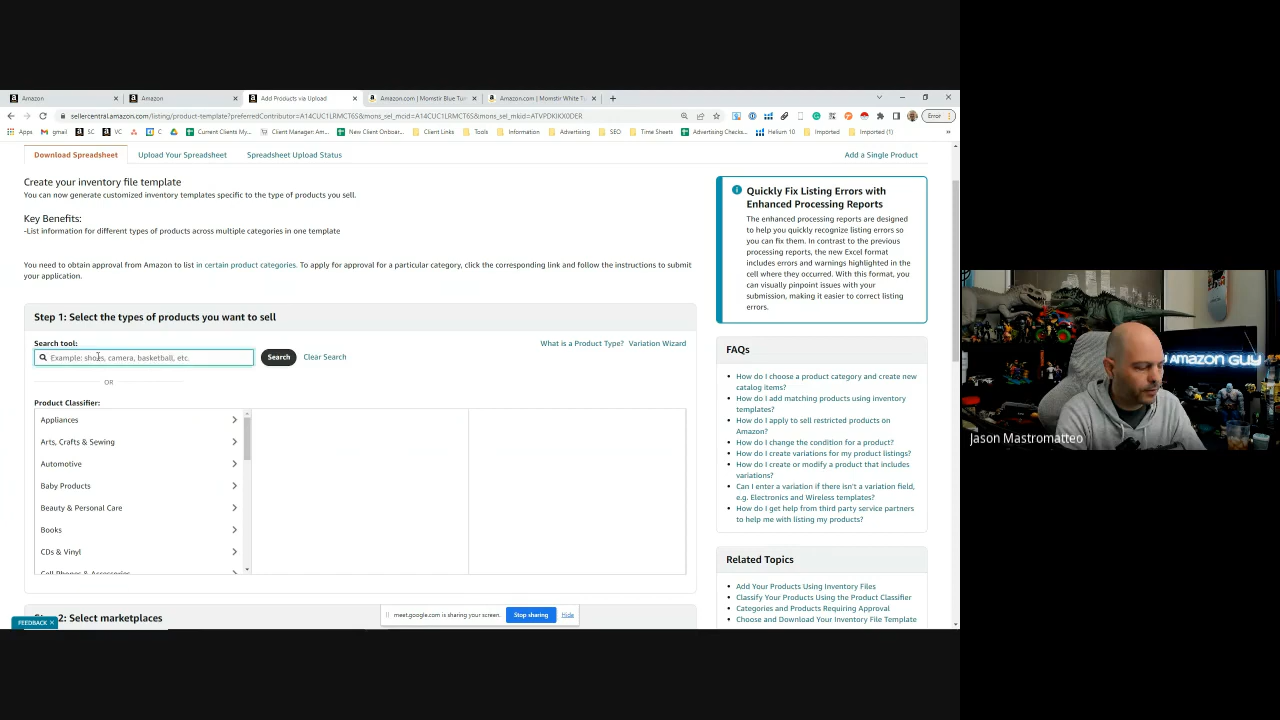 Amazon
Amazon
Add Products via Upload
Amazon.com | Momstir Blue Tum
Amazon.com | Momstir White T
sellercentral.amazon.com/listing/product-template?preferredContributor=A14CUC1LRMCT6S&mons_sel_mcid=A14CUC1LRMCT6S&mons_sel_mkid=ATVPDKIKX0DER
Error
Apps
gmail
SC
VC
Current Clients My...
Client Manager: Am...
New Client Onboar...
Client Links
Tools
Information
Advertising
SEO
Time Sheets
Advertising Checks...
Helium 10
Imported
Imported (1)
Download Spreadsheet
Upload Your Spreadsheet
Spreadsheet Upload Status
Add a Single Product
Create your inventory file template
You can now generate customized inventory templates specific to the type of products you sell.
Key Benefits:
-List information for different types of products across multiple categories in one template
You need to obtain approval from Amazon to list in certain product categories. To apply for approval for a particular category, click the corresponding link and follow the instructions to submit
your application.
Step 1: Select the types of products you want to sell
Search tool:
What is a Product Type?
Variation Wizard
Example: shoes, camera, basketball, etc.
Search
Clear Search
OR
Product Classifier:
Appliances
Arts, Crafts & Sewing
Automotive
Baby Products
Beauty & Personal Care
Books
CDs & Vinyl
Cell Phones & Accessories
Step 2: Select marketplaces
FEEDBACK
meet.google.com is sharing your screen.
Stop sharing
Hide
Quickly Fix Listing Errors with
Enhanced Processing Reports
The enhanced processing reports are designed
to help you quickly recognize listing errors so
you can fix them. In contrast to the previous
processing reports, the new Excel format
includes errors and warnings highlighted in the
cell where they occurred. With this format, you
can visually pinpoint issues with your
submission, making it easier to correct listing
errors.
FAQs
How do I choose a product category and create new
catalog items?
How do I add matching products using inventory
templates?
How do I apply to sell restricted products on
Amazon?
How do I change the condition for a product?
How do I create variations for my product listings?
How do I create or modify a product that includes
variations?
Can I enter a variation if there isn't a variation field,
e.g. Electronics and Wireless templates?
How do I get help from third party service partners
to help me with listing my products?
Related Topics
Add Your Products Using Inventory Files
Classify Your Products Using the Product Classifier
Categories and Products Requiring Approval
Choose and Download Your Inventory File Template
MY AMAZON GUY
Jason Mastromatteo